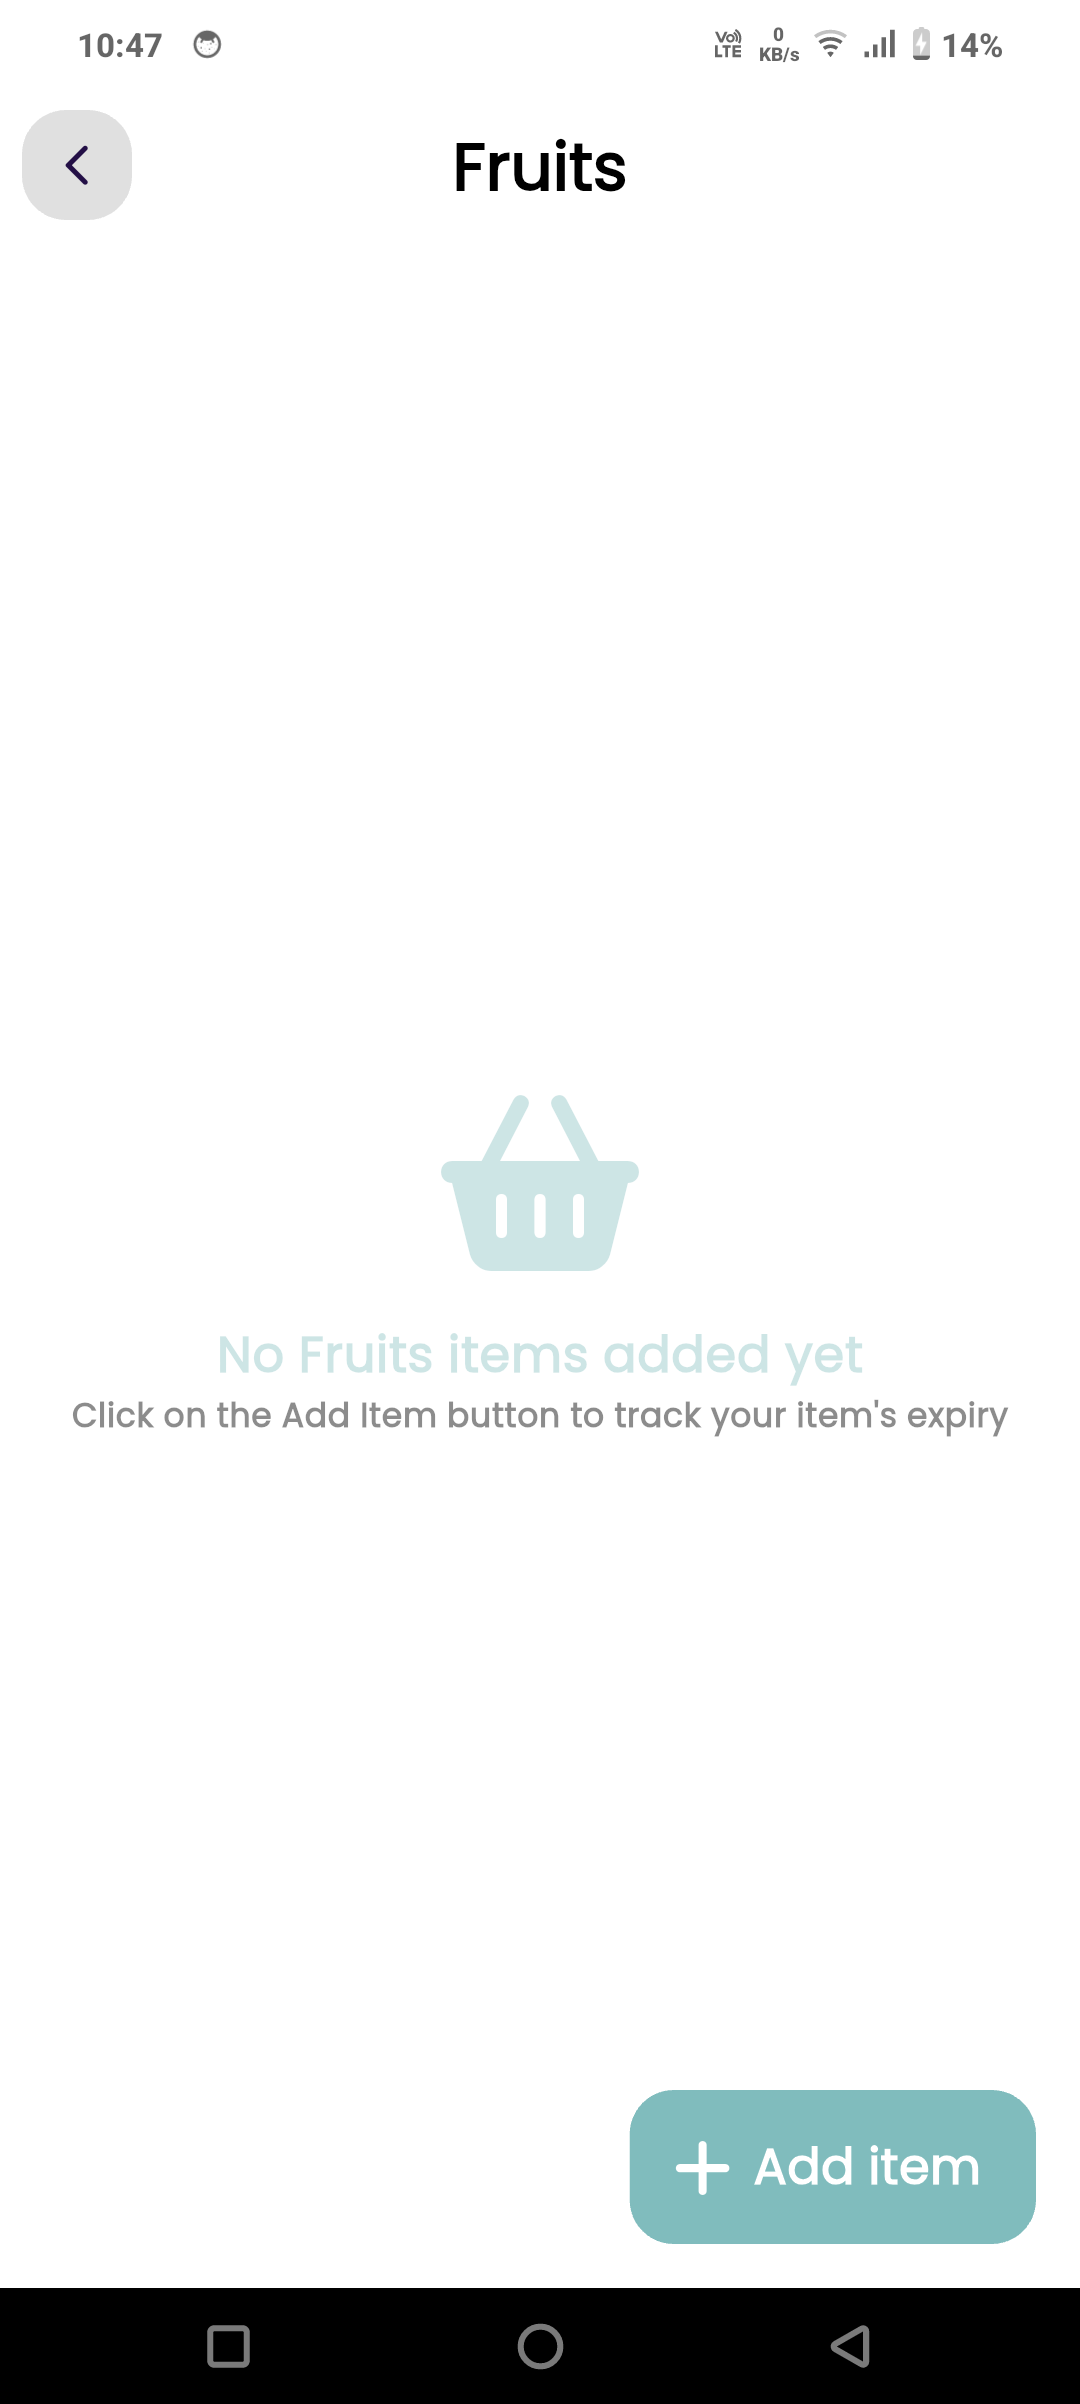 10:47
Vo LTE
0 KB/s
14%
Fruits
No Fruits items added yet
Click on the Add Item button to track your item's expiry
Add item